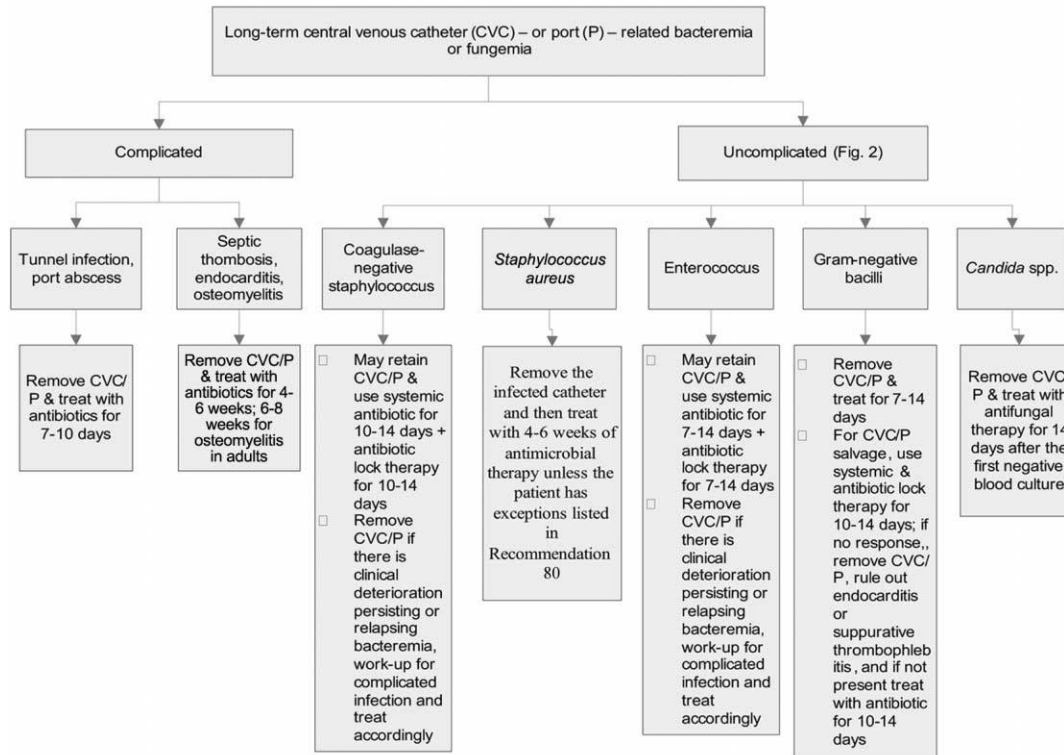 Long-term central venous catheter (CVC) – or port (P) – related bacteremia
or fungemia
Complicated
Uncomplicated (Fig. 2)
Tunnel infection,
port abscess
Septic
thombosis,
endocarditis,
osteomyelitis
Coagulase-
negative
staphylococcus
Staphylococcus
aureus
Enterococcus
Gram-negative
bacilli
Candida spp.
Remove CVC/
P & treat with
antibiotics for
7-10 days
Remove CVC/P
& treat with
antibiotics for 4-
6 weeks; 6-8
weeks for
osteomyelitis
in adults
May retain
CVC/P & use
systemic
antibiotic for
10-14 days +
antibiotic
lock therapy
for 10-14
days
Remove
CVC/P if
there is
clinical
deterioration
persisting or
relapsing
bacteremia,
work-up for
complicated
infection and
treat
accordingly
Remove the
infected catheter
and then treat
with 4-6 weeks of
antimicrobial
therapy unless the
patient has
exceptions listed
in
Recommendation
80
May retain
CVC/P & use
systemic
antibiotic for
7-14 days +
antibiotic
lock therapy
for 7-14 days
Remove
CVC/P if
there is
clinical
deterioration
persisting or
relapsing
bacteremia,
work-up for
complicated
infection and
treat
accordingly
Remove
CVC/P &
treat for 7-14
days
For CVC/P
salvage, use
systemic &
antibiotic lock
therapy for
10-14 days; if
no response,,
remove CVC/
P, rule out
endocarditis
or
suppurative
thrombophleb
itis, and if not
present treat
with antibiotic
for 10-14
days
Remove CVC/
P & treat with
antifungal
therapy for 14
days after the
first negative
blood culture